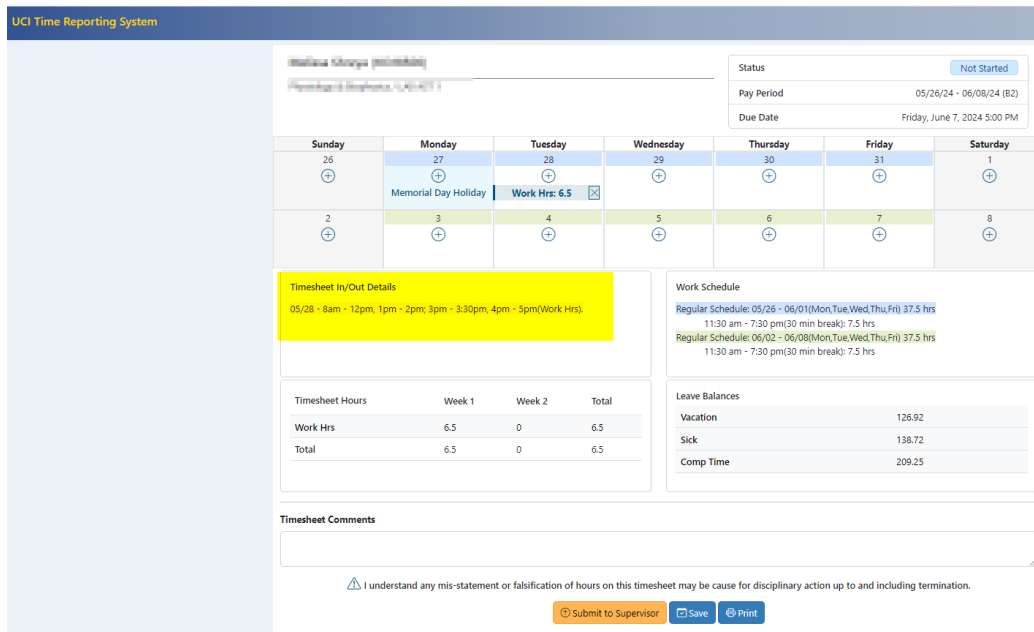 UCI Time Reporting System
Status Not Started
Pay Period 05/26/24 - 06/08/24 (B2)
Due Date Friday, June 7, 2024 5:00 PM
Sunday Monday Tuesday Wednesday Thursday Friday Saturday
26 27 28 29 30 31 1
Memorial Day Holiday Work Hrs: 6.5
2 3 4 5 6 7 8
Timesheet In/Out Details
05/28 - 8am - 12pm, 1pm - 2pm; 3pm - 3:30pm, 4pm - 5pm(Work Hrs).
Work Schedule
Regular Schedule: 05/26 - 06/01(Mon,Tue,Wed,Thu,Fri) 37.5 hrs
11:30 am - 7:30 pm(30 min break): 7.5 hrs
Regular Schedule: 06/02 - 06/08(Mon,Tue,Wed,Thu,Fri) 37.5 hrs
11:30 am - 7:30 pm(30 min break): 7.5 hrs
Timesheet Hours Week 1 Week 2 Total
Work Hrs 6.5 0 6.5
Total 6.5 0 6.5
Leave Balances
Vacation 126.92
Sick 138.72
Comp Time 209.25
Timesheet Comments
I understand any mis-statement or falsification of hours on this timesheet may be cause for disciplinary action up to and including termination.
Submit to Supervisor Save Print